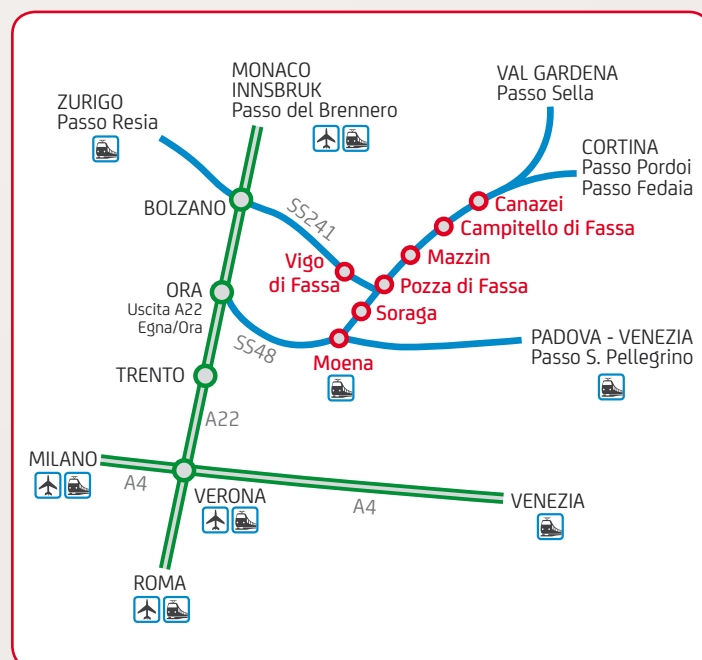 MONACO
INNSBRUK
Passo del Brennero
VAL GARDENA
Passo Sella
ZURIGO
Passo Resia
CORTINA
Passo Pordoi
Passo Fedaia
BOLZANO
SS241
Canazei
Campitello di Fassa
Mazzin
Vigo
di Fassa
Pozza di Fassa
ORA
Uscita A22
Egna/Ora
Soraga
SS48
Moena
PADOVA - VENEZIA
Passo S. Pellegrino
TRENTO
A22
MILANO
A4
VERONA
A4
VENEZIA
ROMA